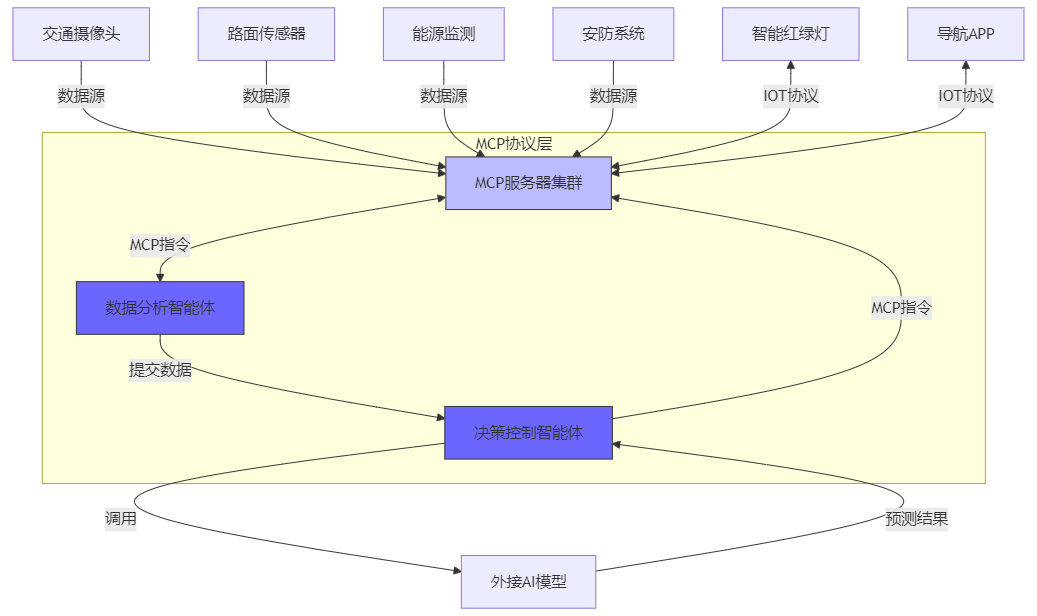 交通摄像头
路面传感器
能源监测
安防系统
智能红绿灯
导航APP
数据源
数据源
数据源
数据源
IOT协议
IOT协议
MCP协议层
MCP服务器集群
MCP指令
数据分析智能体
MCP指令
提交数据
决策控制智能体
调用
预测结果
外接AI模型